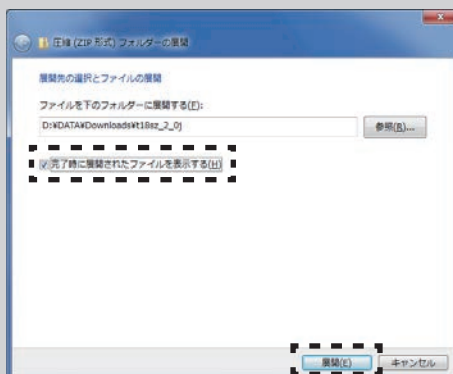 圧縮 (ZIP 形式) フォルダーの展開
展開先の選択とファイルの展開
ファイルを下のフォルダーに展開する(F):
D:¥DATA¥Downloads¥t18sz_2_0j
参照(R)...
完了時に展開されたファイルを表示する(H)
展開(E)
キャンセル